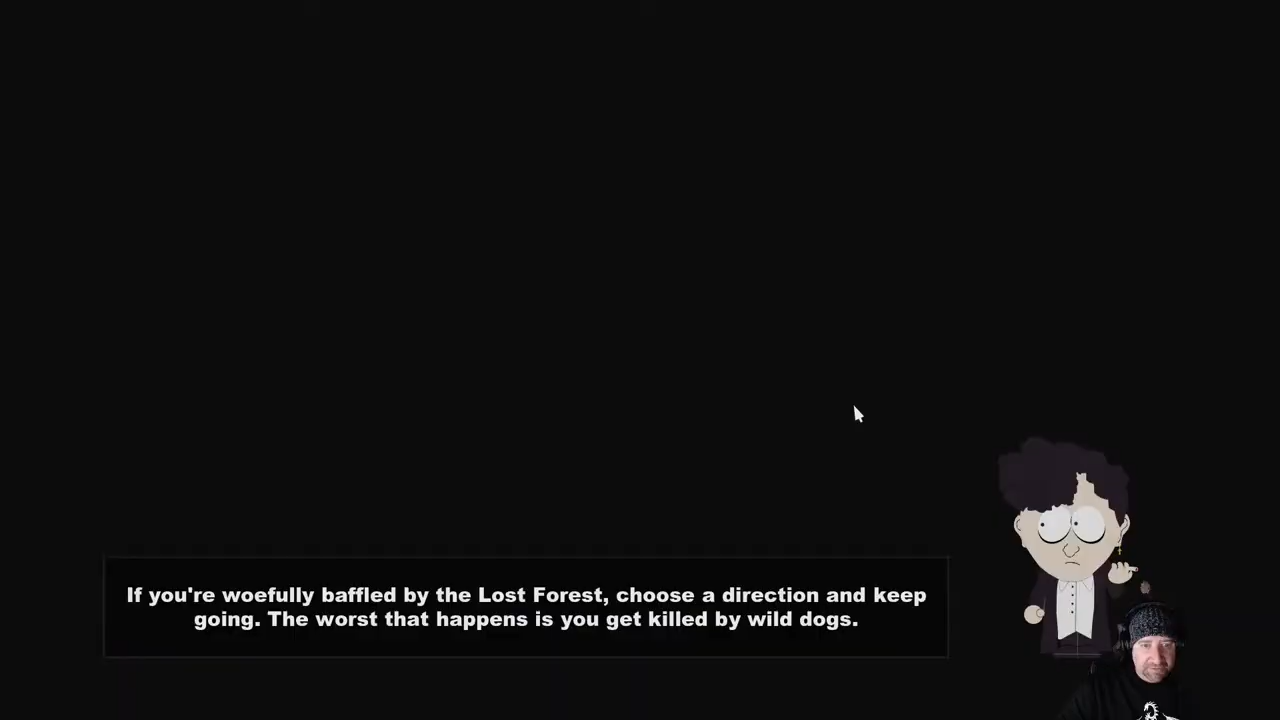 If you're woefully baffled by the Lost Forest, choose a direction and keep
going. The worst that happens is you get killed by wild dogs.